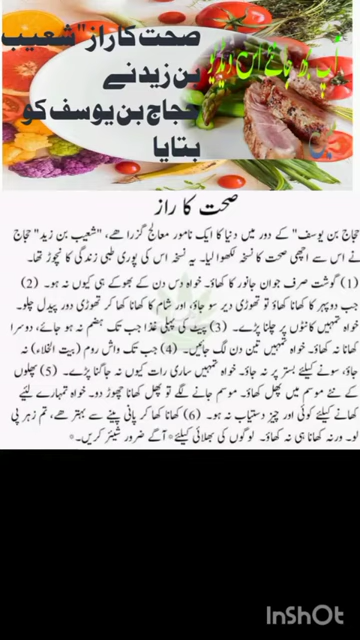 صحت کا راز"شعیب
بن زید نے
حجاج بن یوسف کو
بتایا
صحت کا راز
حجاج بن یوسف" کے دور میں دنیا کا ایک نامور معالج گزرا ھے، "شعیب بن زید" حجاج
نے اس سے اچھی صحت کا نسخہ لکھوا لیا۔ یہ نسخہ اس کی پوری طبی زندگی کا نچوڑ تھا۔
(1) گوشت صرف جوان جانور کا کھاؤ۔ خواہ دس دن کے بھوکے ہی کیوں نہ ہو۔ (2)
جب دوپہر کا کھانا کھاؤ تو تھوڑی دیر سو جاؤ، اور شام کا کھانا کھا کر تھوڑی دور پیدل چلو۔
خواہ تمہیں کانٹوں پر چلنا پڑے۔ (3) پیٹ کی پہلی غذا جب تک ہضم نہ ہو جائے، دوسرا
کھانا نہ کھاؤ۔ خواہ تمہیں تین دن لگ جائیں۔ (4) جب تک واش روم (بیت الخلاء) نہ
جاؤ، سونے کیلئے بستر پر نہ جاؤ۔ خواہ تمہیں ساری رات کیوں نہ جاگنا پڑے۔ (5) پھلوں
کے نئے موسم میں پھل کھاؤ۔ موسم جانے لگے تو پھل کھانا چھوڑ دو۔ خواہ تمہارے لئیے
کھانے کیلئے کوئی اور چیز دستیاب نہ ہو۔ (6) کھانا کھا کر پانی پینے سے بہتر ھے، تم زہر پی
لو۔ ورنہ کھانا ہی نہ کھاؤ۔ لوگوں کی بھلائی کیلئے*آگے ضرور شیئر کریں۔*
InShOt